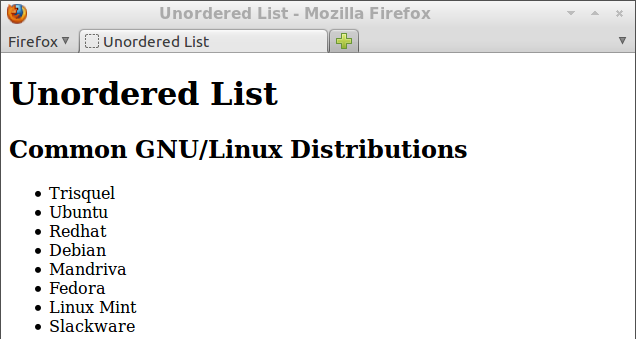 Unordered List - Mozilla Firefox
Firefox
Unordered List
Unordered List
Common GNU/Linux Distributions
Trisquel
Ubuntu
Redhat
Debian
Mandriva
Fedora
Linux Mint
Slackware